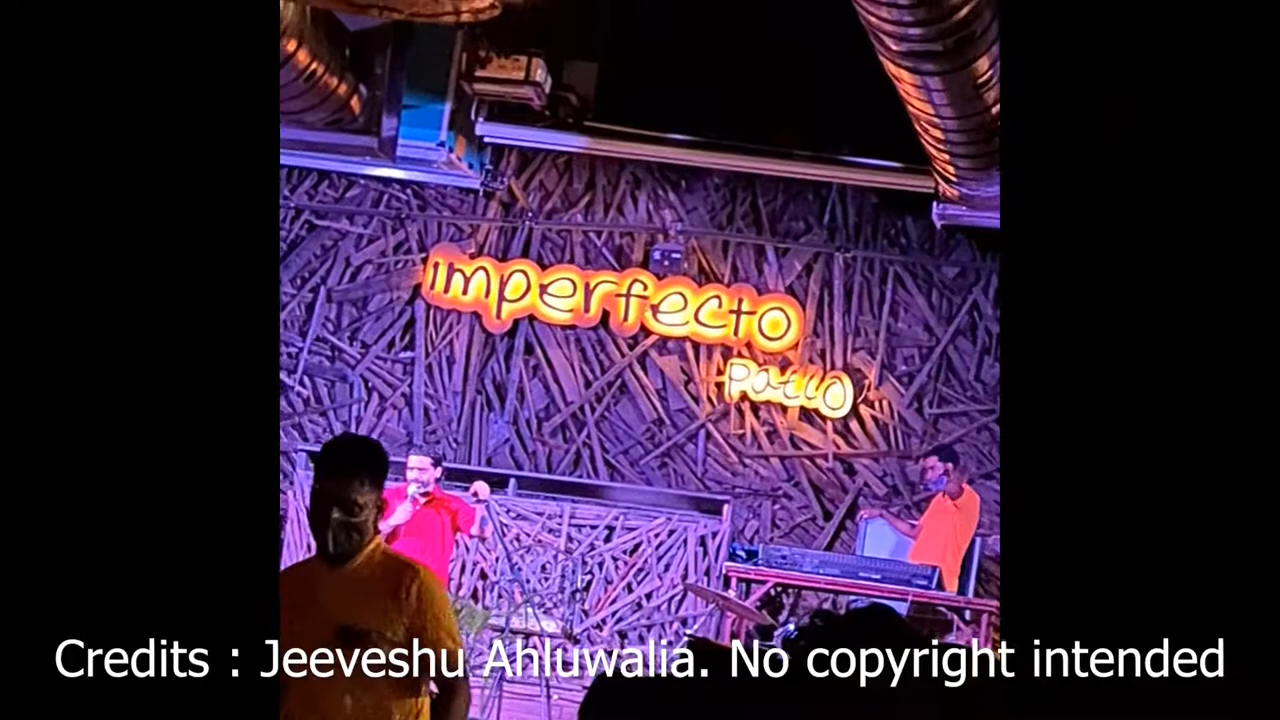 imperfecto
Patio
Credits : Jeeveshu Ahluwalia. No copyright intended